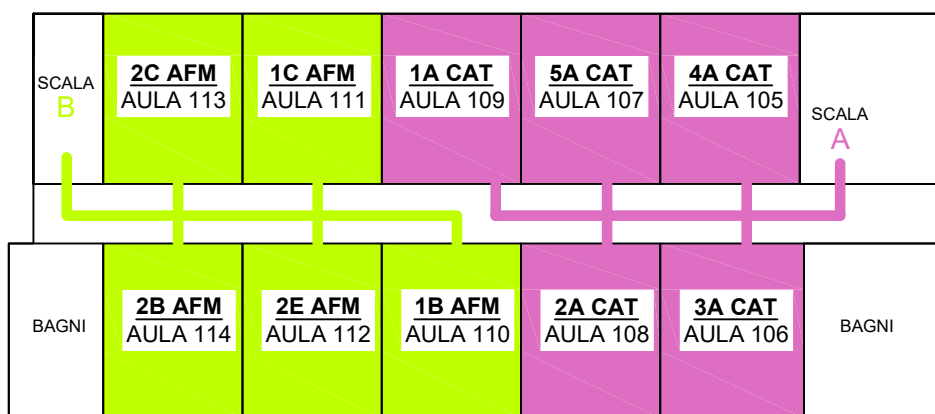 SCALA
B
2C AFM
AULA 113
1C AFM
AULA 111
1A CAT
AULA 109
5A CAT
AULA 107
4A CAT
AULA 105
SCALA
A
BAGNI
2B AFM
AULA 114
2E AFM
AULA 112
1B AFM
AULA 110
2A CAT
AULA 108
3A CAT
AULA 106
BAGNI